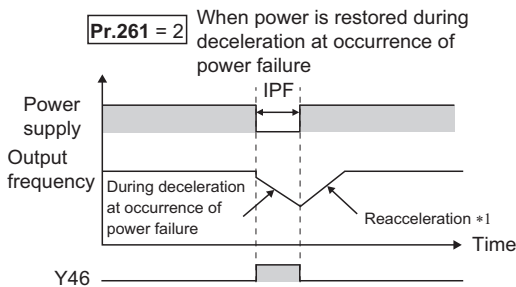 Pr.261 = 2
When power is restored during
deceleration at occurrence of
power failure
IPF
Power
supply
Output
frequency
During deceleration
at occurrence of
power failure
Reacceleration *1
Time
Y46